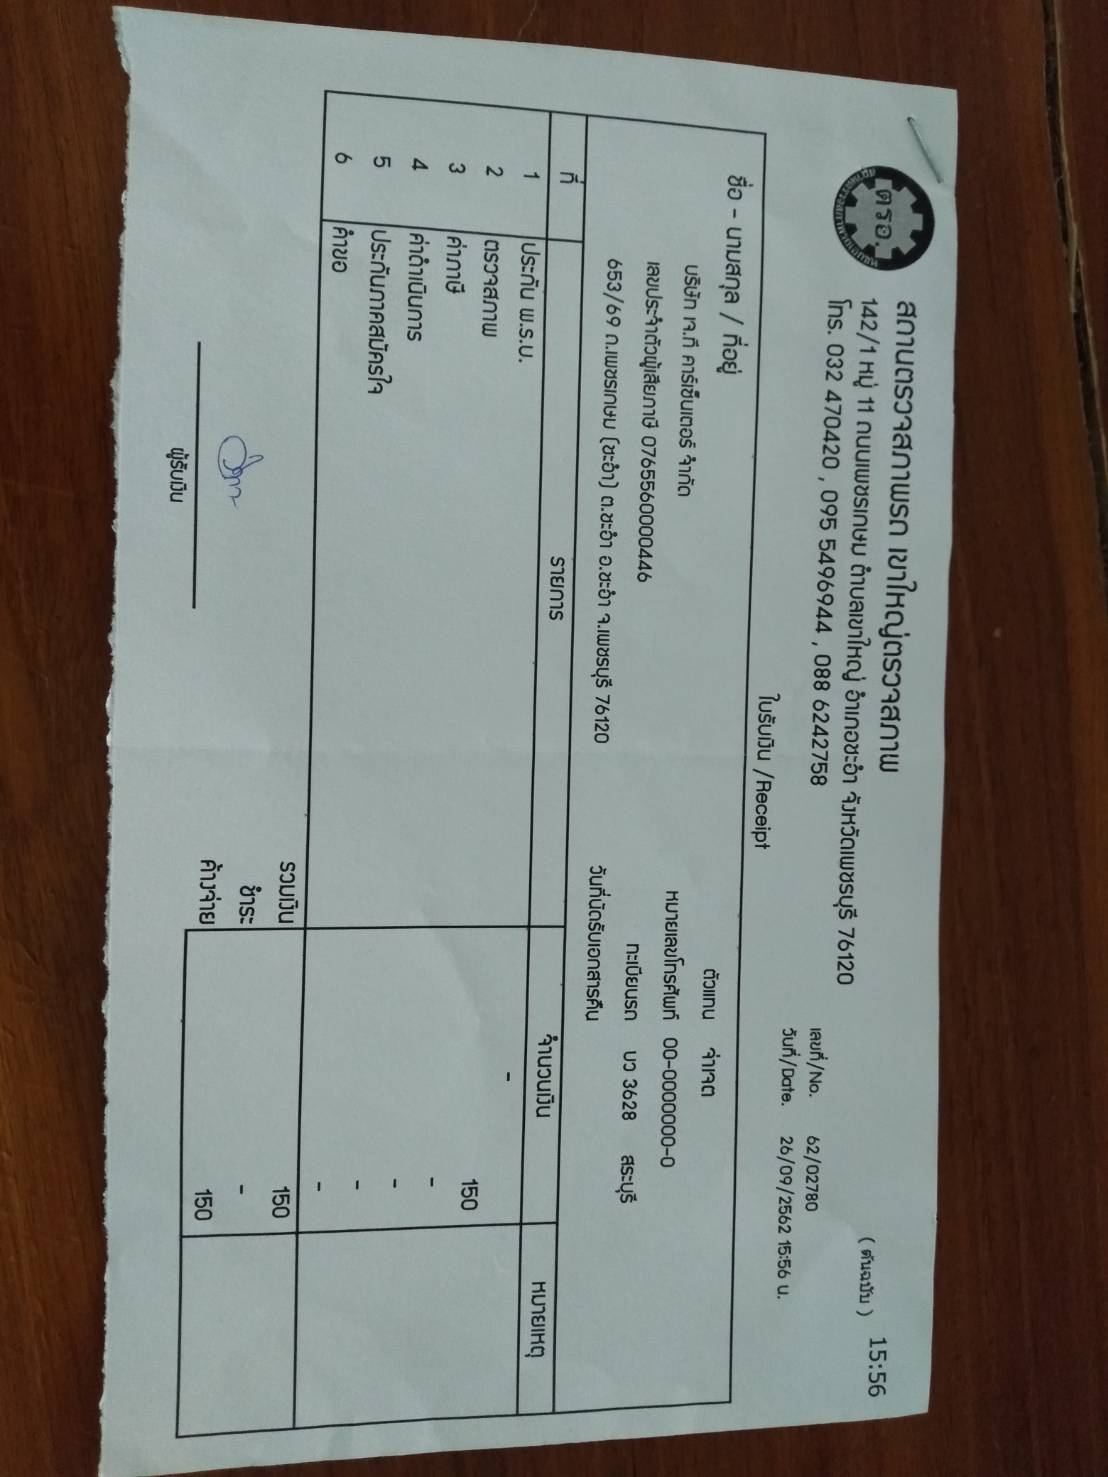 ตรอ.
สถานตรวจสภาพรถ เขาใหญ่ตรวจสภาพ
142/1 หมู่ 11 ถนนเพชรเกษม ตำบลเขาใหญ่ อำเภอชะอำ จังหวัดเพชรบุรี 76120
โทร. 032 470420 , 095 5496944 , 088 6242758
15:56
( ต้นฉบับ )
เลขที่/No. 62/02780
วันที่/Date. 26/09/2562 15:56 น.
ใบรับเงิน /Receipt
ชื่อ - นามสกุล / ที่อยู่
บริษัท เจ.ที คาร์เซ็นเตอร์ จำกัด
เลขประจำตัวผู้เสียภาษี 0765560000446
653/69 ถ.เพชรเกษม (ชะอำ) ต.ชะอำ อ.ชะอำ จ.เพชรบุรี 76120
ตัวแทน จ่าเจต
หมายเลขโทรศัพท์ 00-0000000-0
ทะเบียนรถ บว 3628 สระบุรี
วันที่นัดรับเอกสารคืน
ที่ รายการ จำนวนเงิน หมายเหตุ
1 ประกัน พ.ร.บ. -
2 ตรวจสภาพ 150
3 ค่าภาษี -
4 ค่าดำเนินการ -
5 ประกันภาคสมัครใจ -
6 คำขอ -
รวมเงิน 150
ชำระ -
ค้างจ่าย 150
ผู้รับเงิน